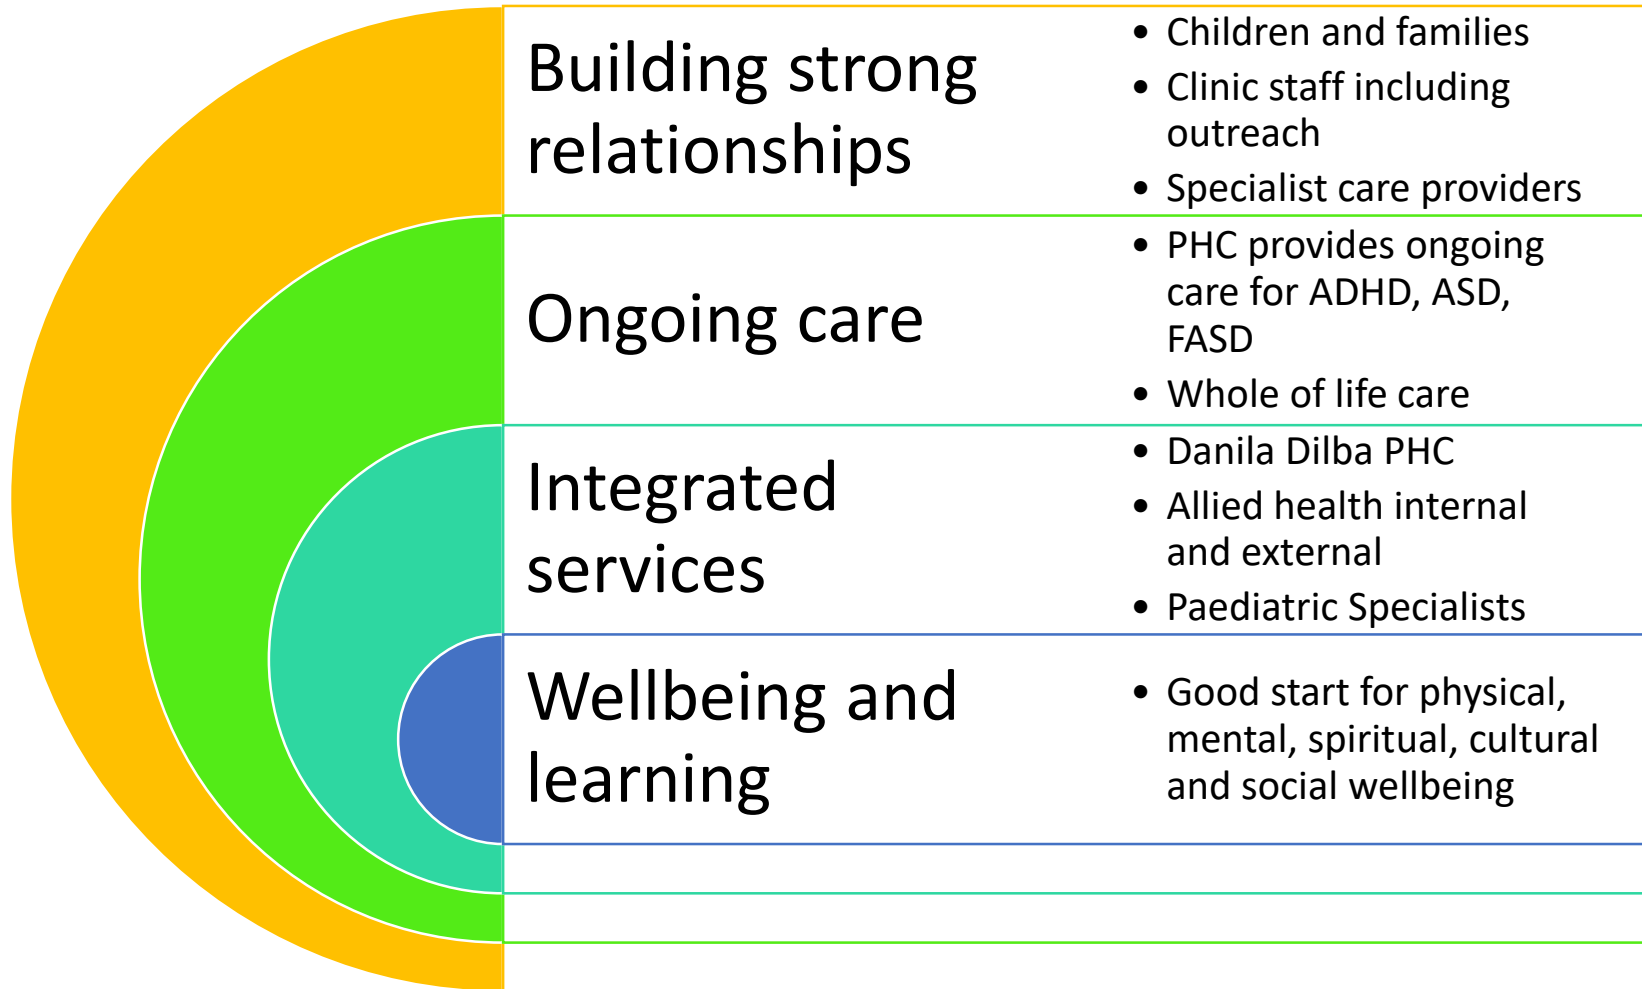 Building strong
relationships
• Children and families
• Clinic staff including
outreach
• Specialist care providers
Ongoing care
• PHC provides ongoing
care for ADHD, ASD,
FASD
• Whole of life care
Integrated
services
• Danila Dilba PHC
• Allied health internal
and external
• Paediatric Specialists
Wellbeing and
learning
• Good start for physical,
mental, spiritual, cultural
and social wellbeing